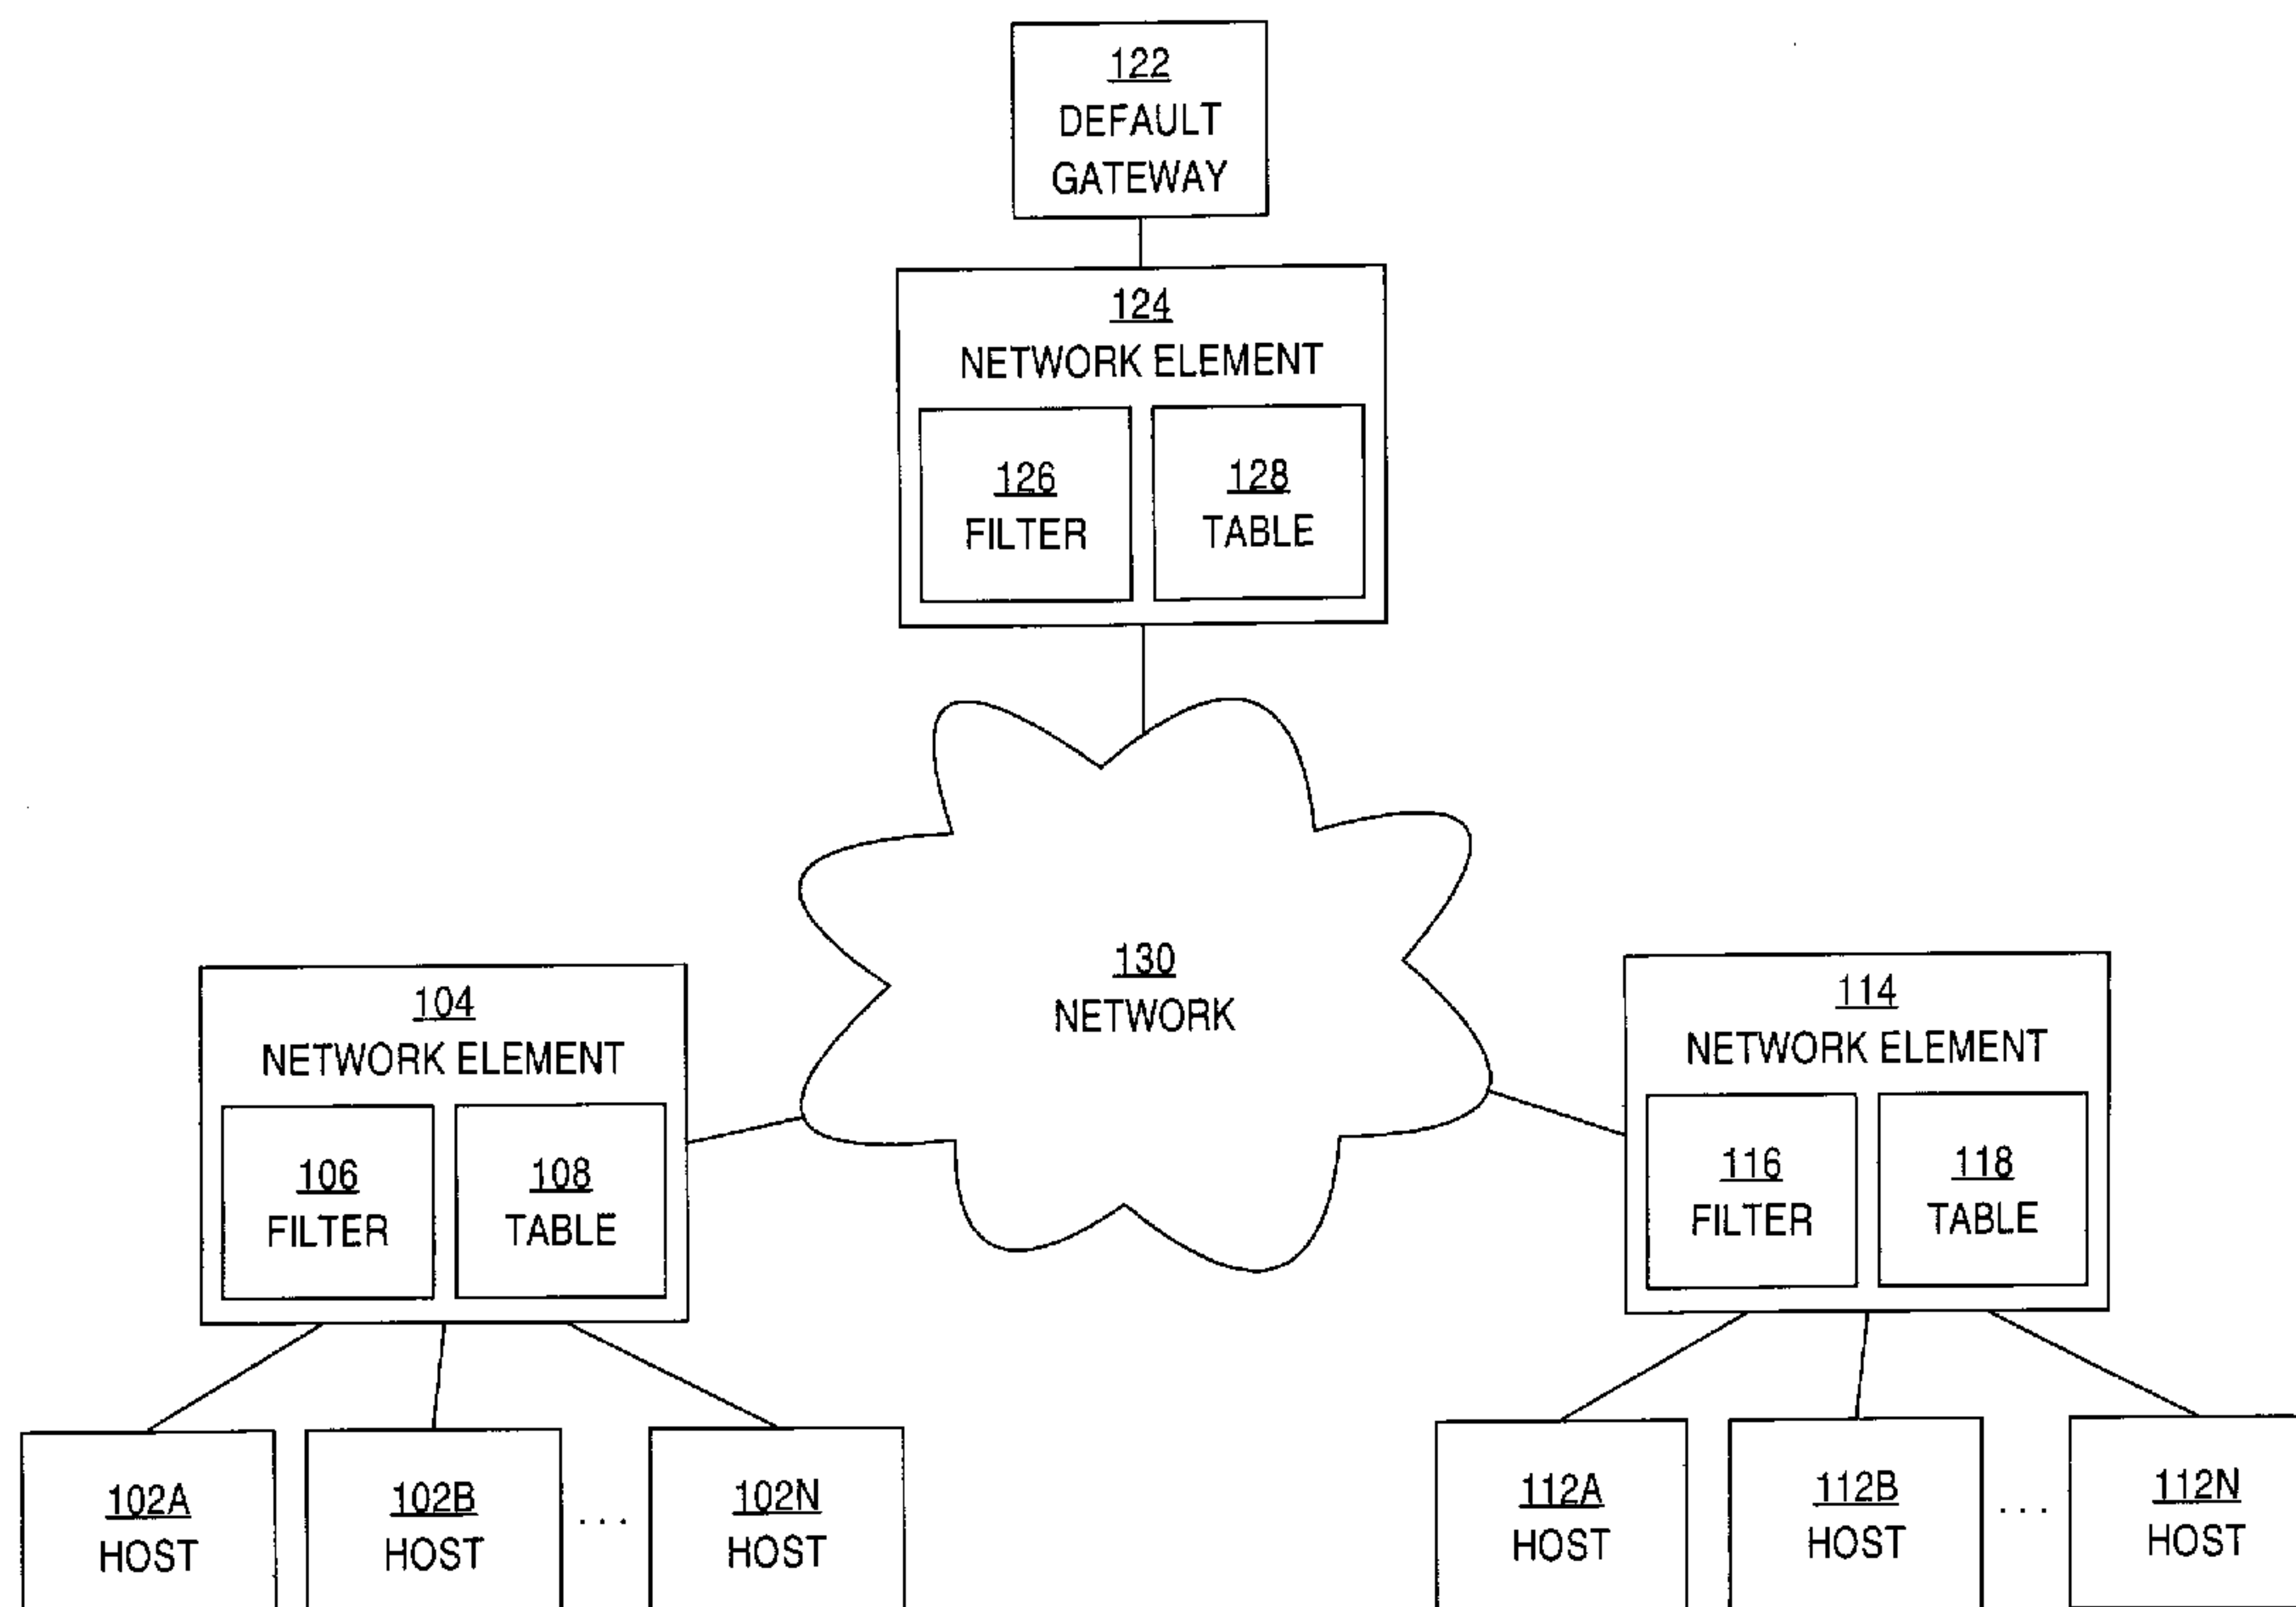 122
DEFAULT
GATEWAY
124
NETWORK ELEMENT
126
FILTER
128
TABLE
130
NETWORK
104
NETWORK ELEMENT
106
FILTER
108
TABLE
114
NETWORK ELEMENT
116
FILTER
118
TABLE
102A
HOST
102B
HOST
...
102N
HOST
112A
HOST
112B
HOST
...
112N
HOST